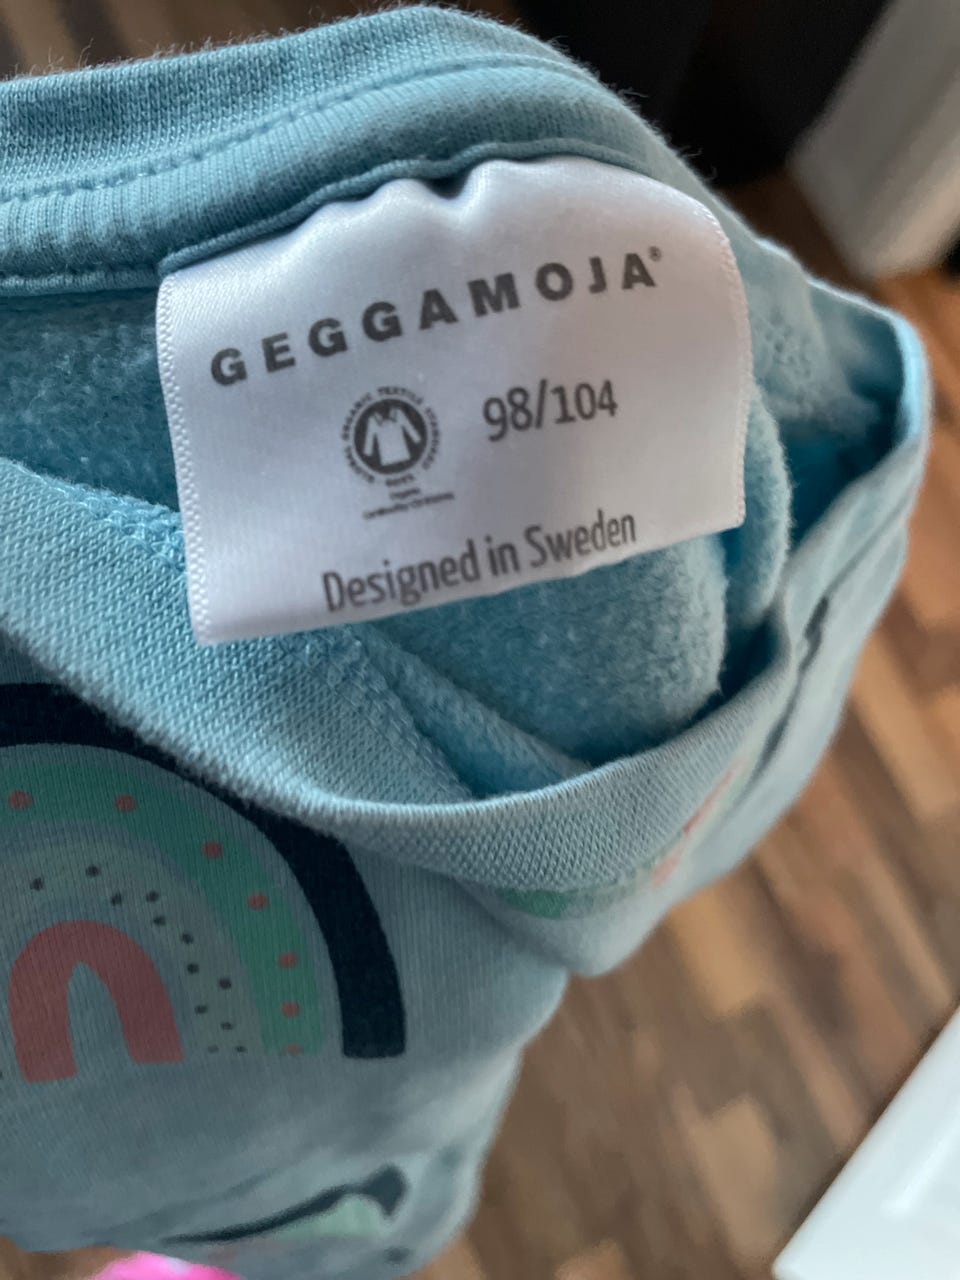 GEGGAMOJA®
98/104
Designed in Sweden